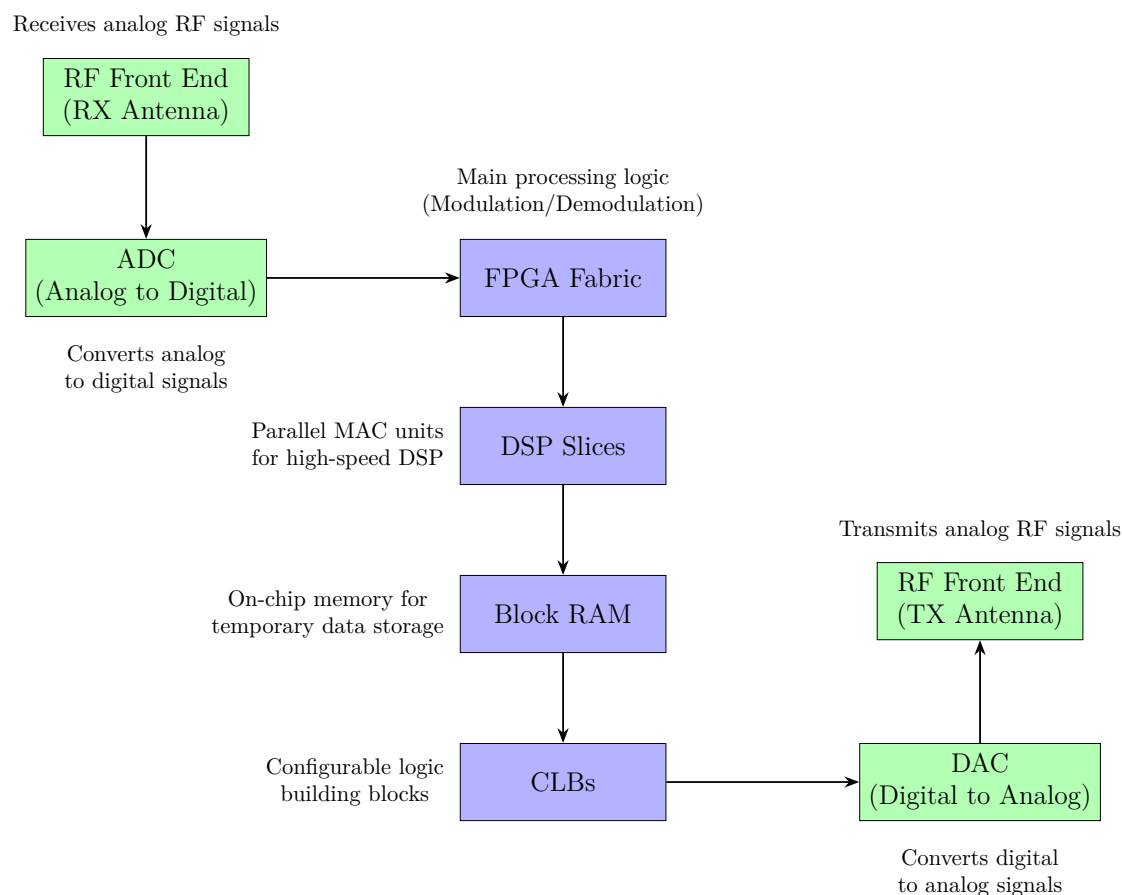 Receives analog RF signals
RF Front End
(RX Antenna)
Main processing logic
(Modulation/Demodulation)
ADC
(Analog to Digital)
FPGA Fabric
Converts analog
to digital signals
Parallel MAC units
for high-speed DSP
DSP Slices
Transmits analog RF signals
RF Front End
(TX Antenna)
On-chip memory for
temporary data storage
Block RAM
Configurable logic
building blocks
CLBs
DAC
(Digital to Analog)
Converts digital
to analog signals